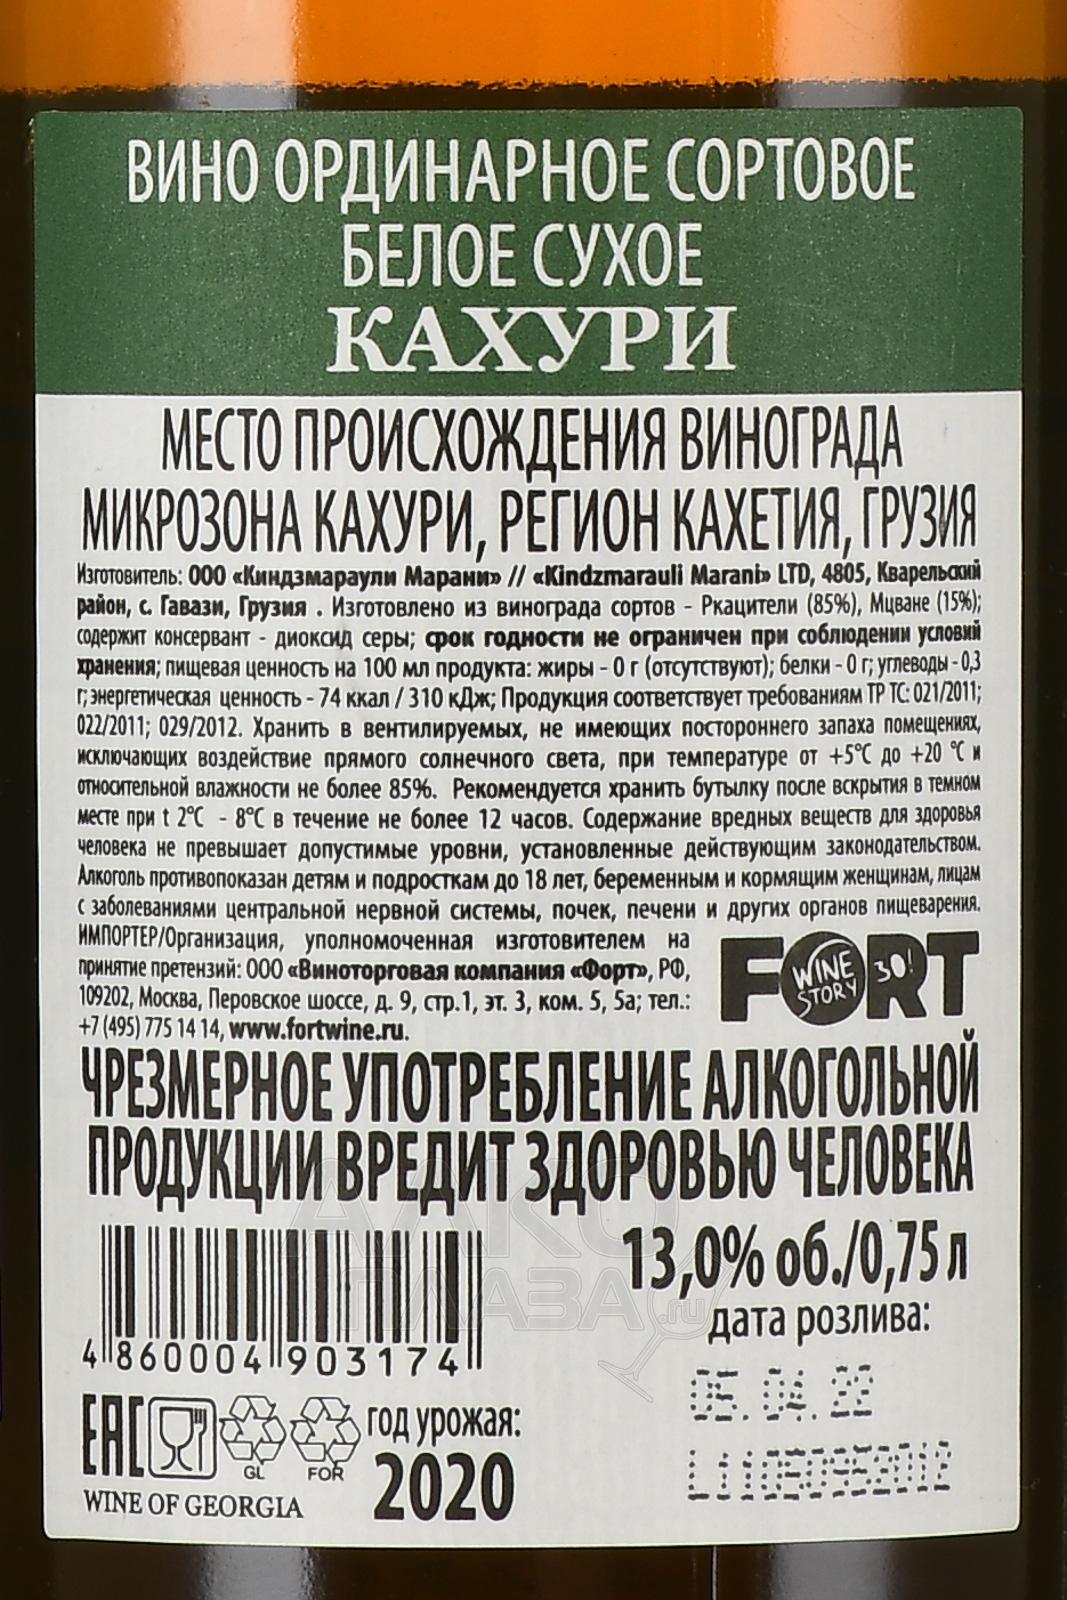 ВИНО ОРДИНАРНОЕ СОРТОВОЕ
БЕЛОЕ СУХОЕ
КАХУРИ
МЕСТО ПРОИСХОЖДЕНИЯ ВИНОГРАДА
МИКРОЗОНА КАХУРИ, РЕГИОН КАХЕТИЯ, ГРУЗИЯ
Изготовитель: ООО «Киндзмараули Марани» // «Kindzmarauli Marani» LTD, 4805, Кварельский
район, с. Гавази, Грузия . Изготовлено из винограда сортов - Ркацители (85%), Мцване (15%);
содержит консервант - диоксид серы; срок годности не ограничен при соблюдении условий
хранения; пищевая ценность на 100 мл продукта: жиры - 0 г (отсутствуют); белки - 0 г; углеводы - 0,3
г; энергетическая ценность - 74 ккал / 310 кДж; Продукция соответствует требованиям ТР ТС: 021/2011;
022/2011; 029/2012. Хранить в вентилируемых, не имеющих постороннего запаха помещениях,
исключающих воздействие прямого солнечного света, при температуре от +5°С до +20 °С и
относительной влажности не более 85%. Рекомендуется хранить бутылку после вскрытия в темном
месте при t 2°С - 8°С в течение не более 12 часов. Содержание вредных веществ для здоровья
человека не превышает допустимые уровни, установленные действующим законодательством.
Алкоголь противопоказан детям и подросткам до 18 лет, беременным и кормящим женщинам, лицам
с заболеваниями центральной нервной системы, почек, печени и других органов пищеварения.
ИМПОРТЕР/Организация, уполномоченная изготовителем на
принятие претензий: ООО «Виноторговая компания «Форт», РФ,
109202, Москва, Перовское шоссе, д. 9, стр.1, эт. 3, ком. 5, 5а; тел.:
+7 (495) 775 14 14, www.fortwine.ru.
FORT
WINE STORY 30!
ЧРЕЗМЕРНОЕ УПОТРЕБЛЕНИЕ АЛКОГОЛЬНОЙ
ПРОДУКЦИИ ВРЕДИТ ЗДОРОВЬЮ ЧЕЛОВЕКА
АЛКО
ПЛАЗА.ru
13,0% об./0,75 л
дата розлива:
4 860004 903174
05.04.22
EAC
GL
FOR
год урожая:
2020
WINE OF GEORGIA